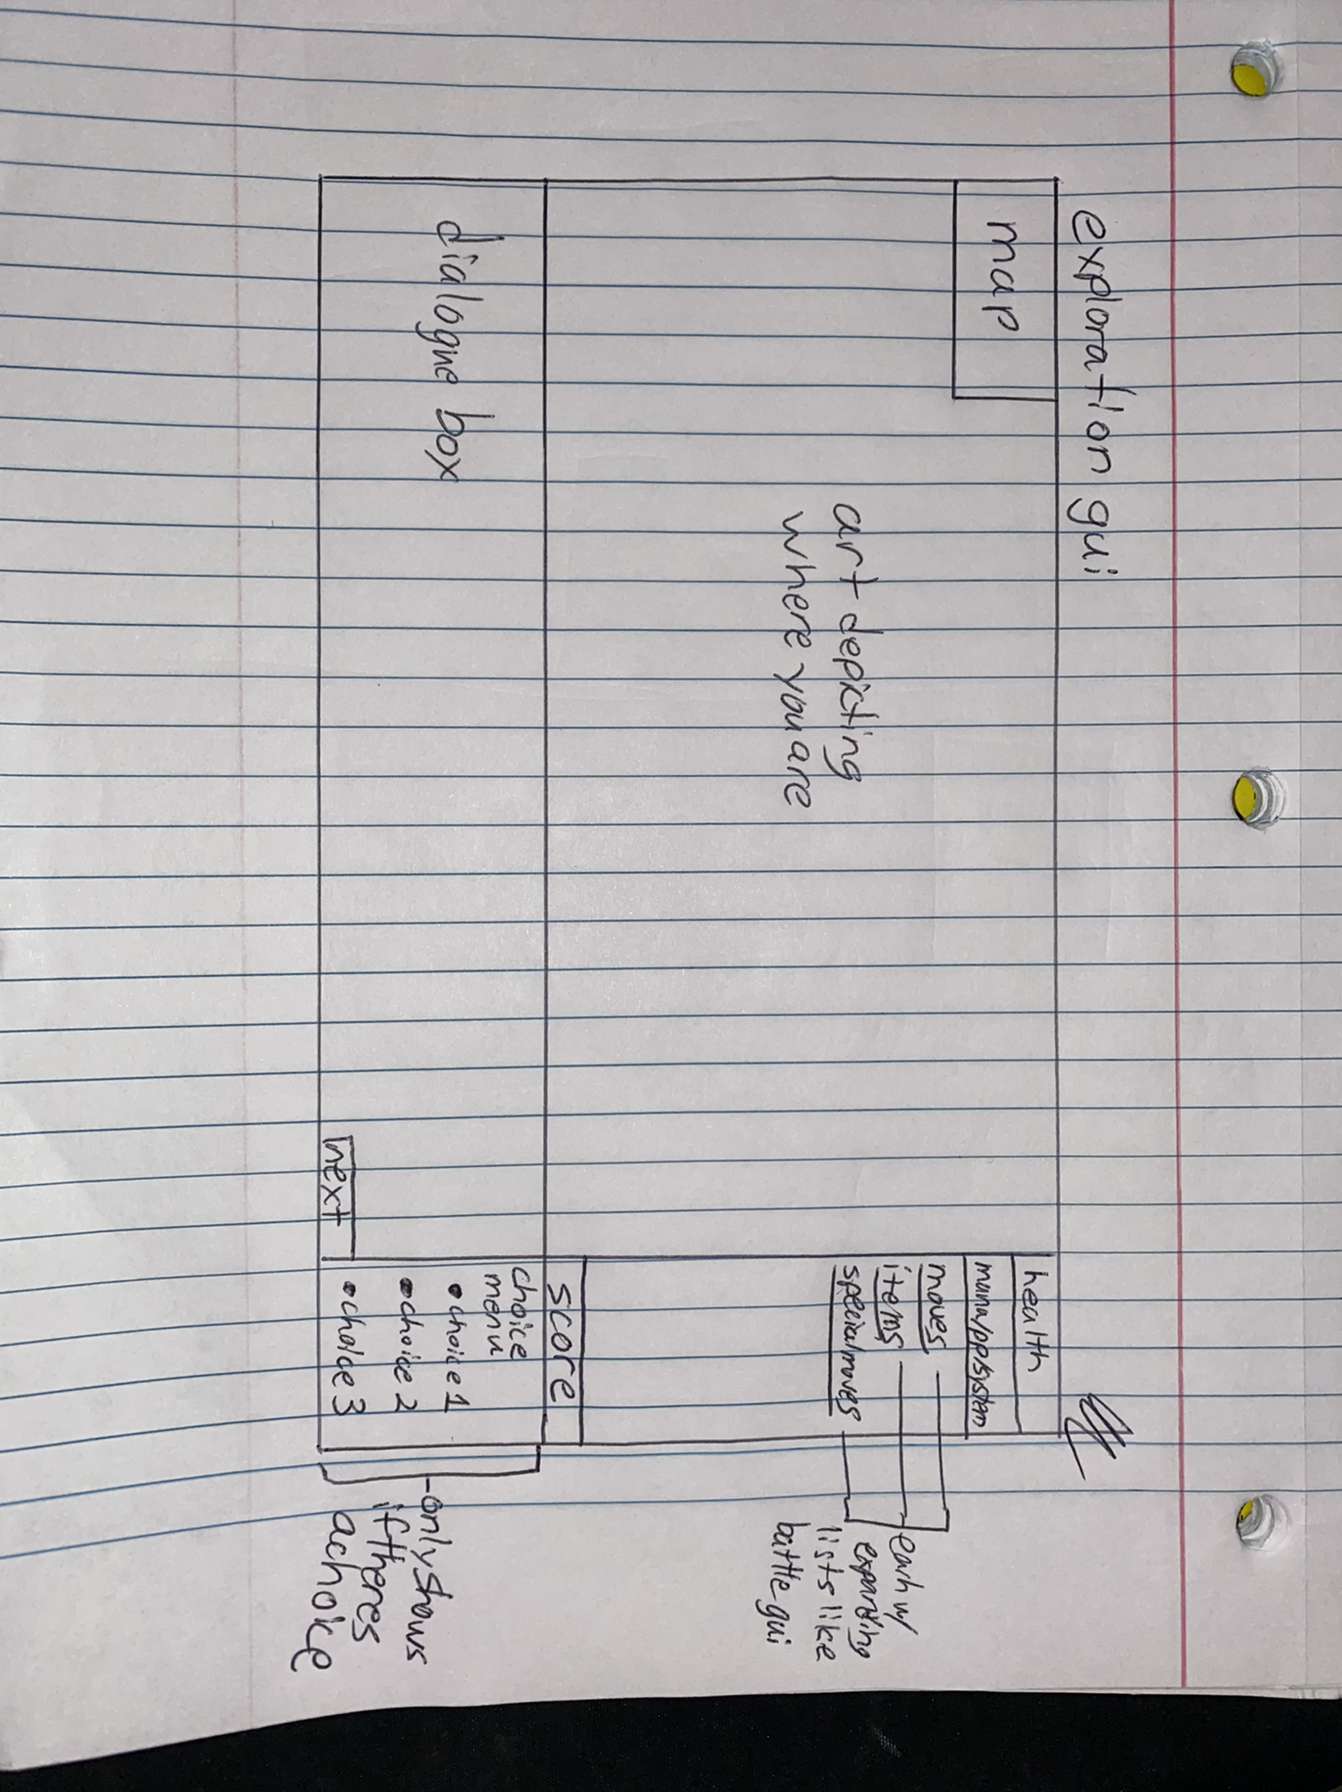 exploration gui
map
health
manna/pp system
moves
items
special moves
each w/
expanding
lists like
battle gui
art depicting
where you are
score
dialogue box
choice
menu
• choice 1
• choice 2
• choice 3
next
- only shows
if theres
a choice